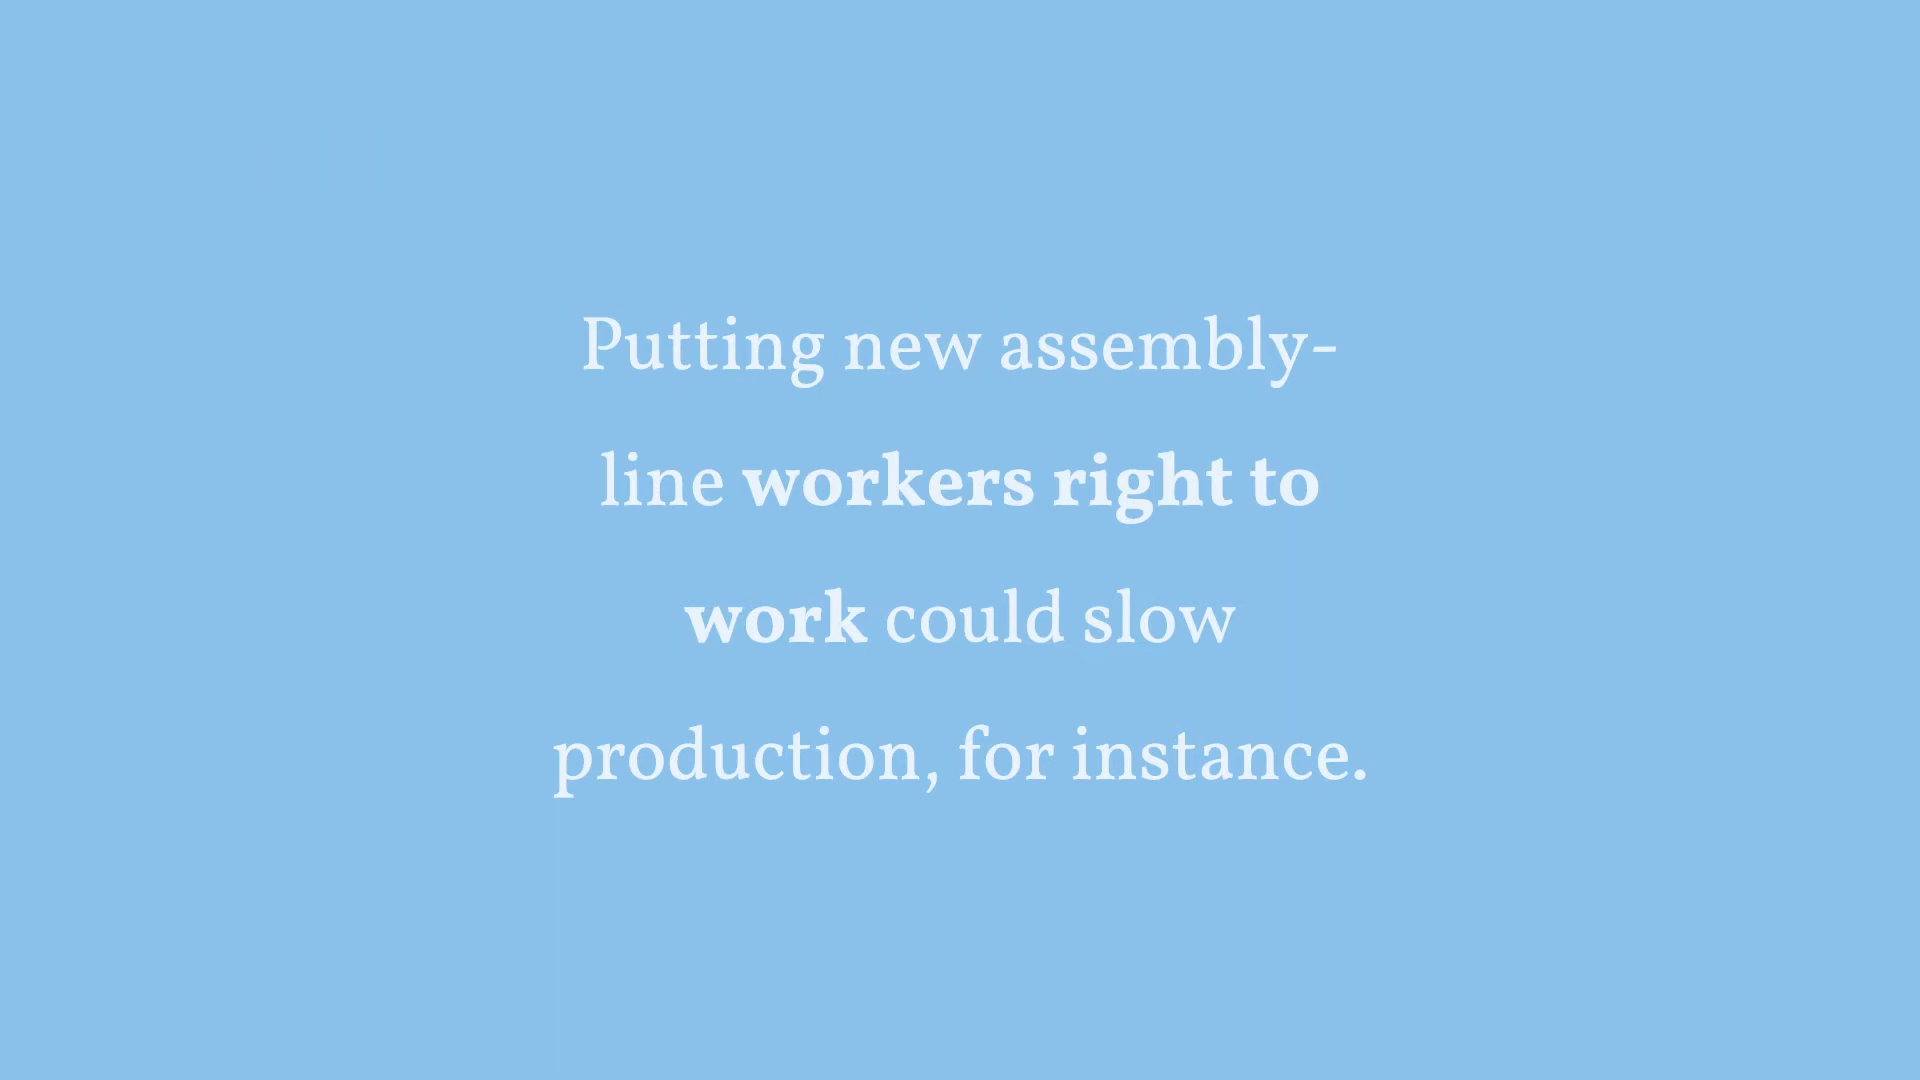 Putting new assembly-
line workers right to
work could slow
production, for instance.